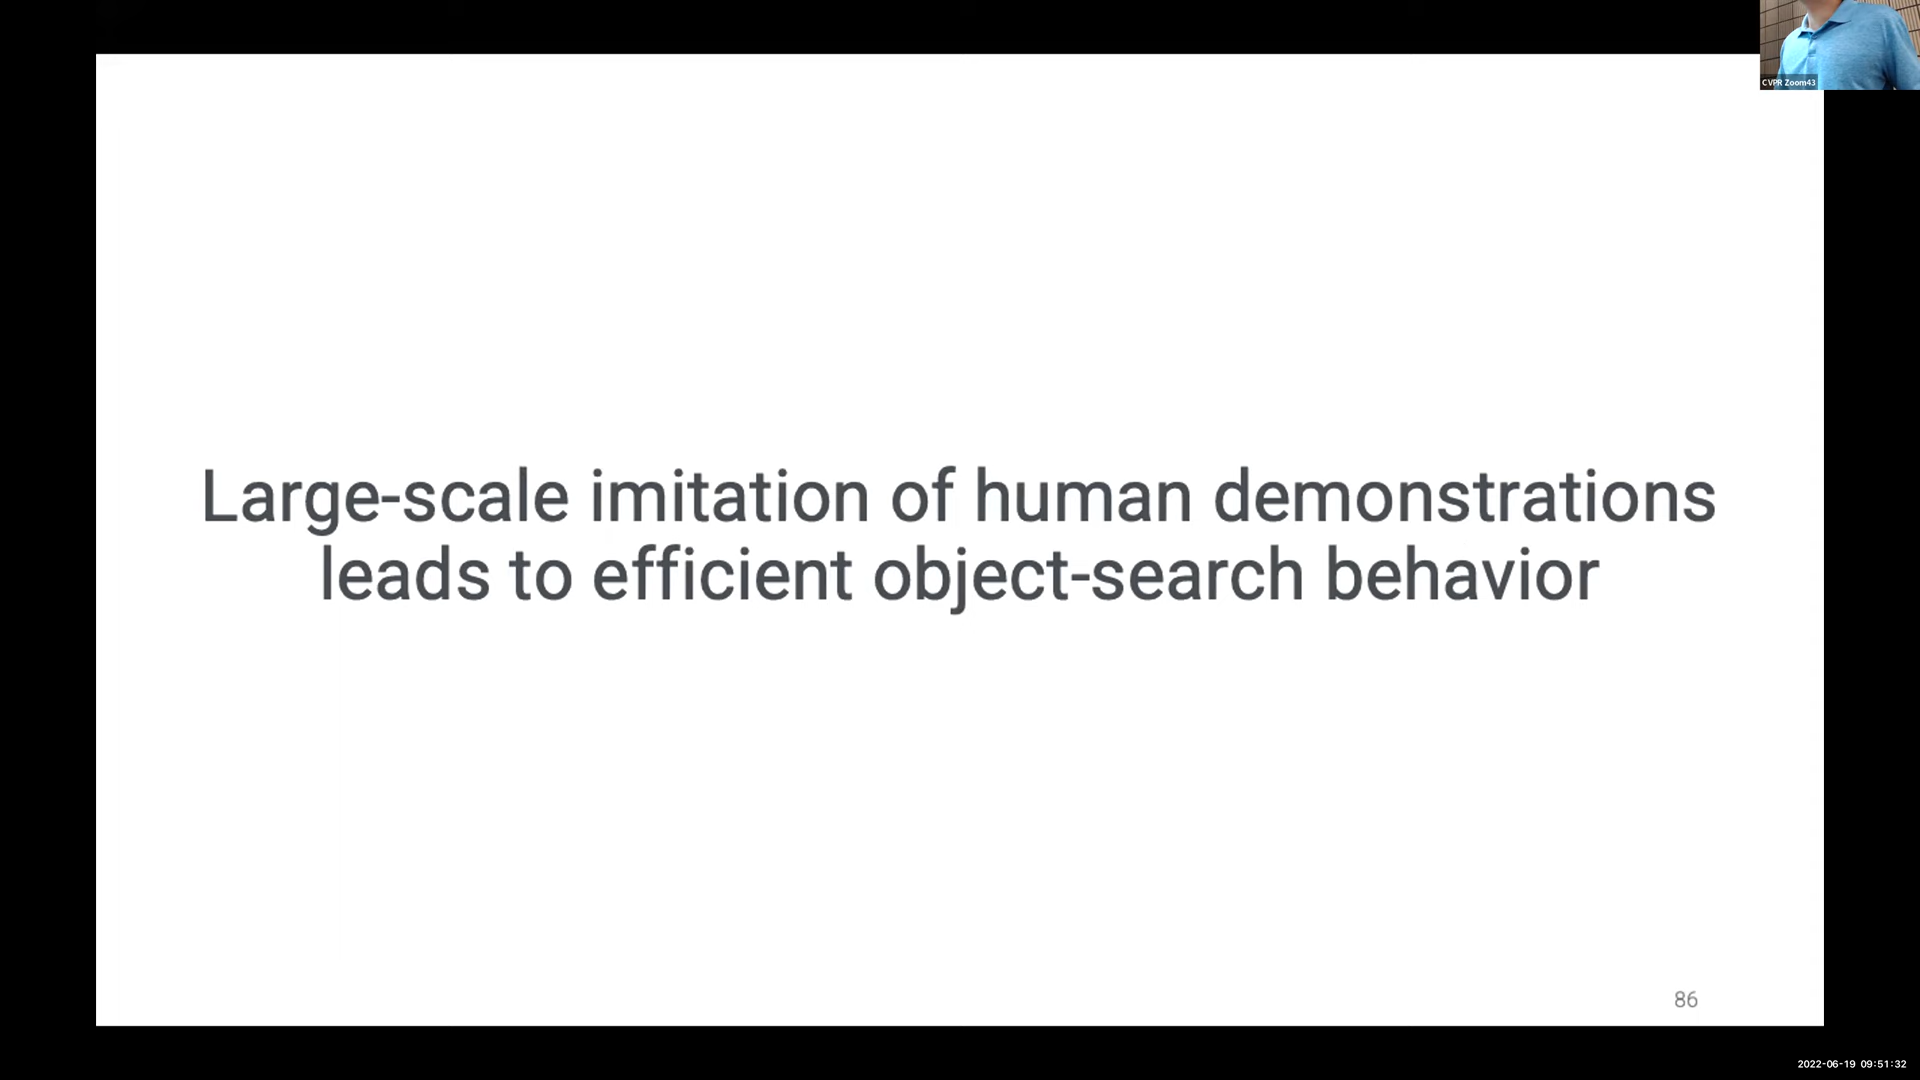 CVPR Zoom43
Large-scale imitation of human demonstrations
leads to efficient object-search behavior
86
2022-06-19 09:51:32